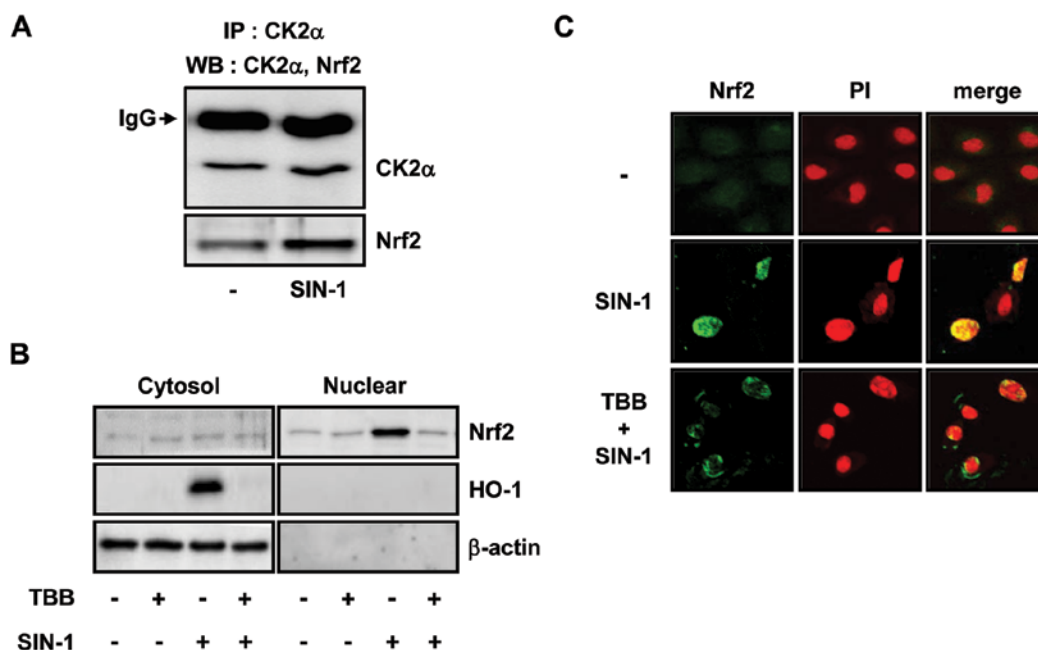 A
IP : CK2α
WB : CK2α, Nrf2
IgG
CK2α
Nrf2
- SIN-1
B
Cytosol Nuclear
Nrf2
HO-1
β-actin
TBB - + - + - + - +
SIN-1 - - + + - - + +
C
Nrf2 PI merge
-
SIN-1
TBB
+
SIN-1